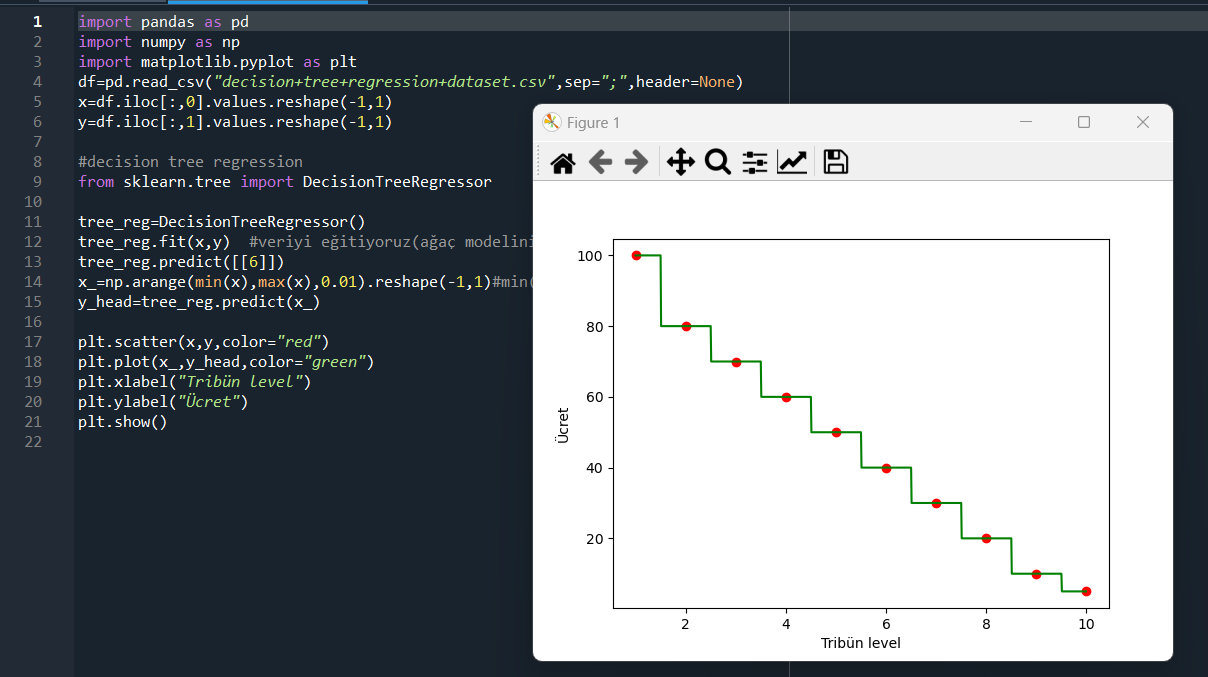 1 import pandas as pd
2 import numpy as np
3 import matplotlib.pyplot as plt
4 df=pd.read_csv("decision+tree+regression+dataset.csv",sep=";",header=None)
5 x=df.iloc[:,0].values.reshape(-1,1)
6 y=df.iloc[:,1].values.reshape(-1,1)
7
8 #decision tree regression
9 from sklearn.tree import DecisionTreeRegressor
10
11 tree_reg=DecisionTreeRegressor()
12 tree_reg.fit(x,y)  #veriyi eğitiyoruz(ağaç modelini
13 tree_reg.predict([[6]])
14 x_=np.arange(min(x),max(x),0.01).reshape(-1,1)#min(
15 y_head=tree_reg.predict(x_)
16
17 plt.scatter(x,y,color="red")
18 plt.plot(x_,y_head,color="green")
19 plt.xlabel("Tribün level")
20 plt.ylabel("Ücret")
21 plt.show()
22
Figure 1
100
80
60
40
20
Ücret
2 4 6 8 10
Tribün level